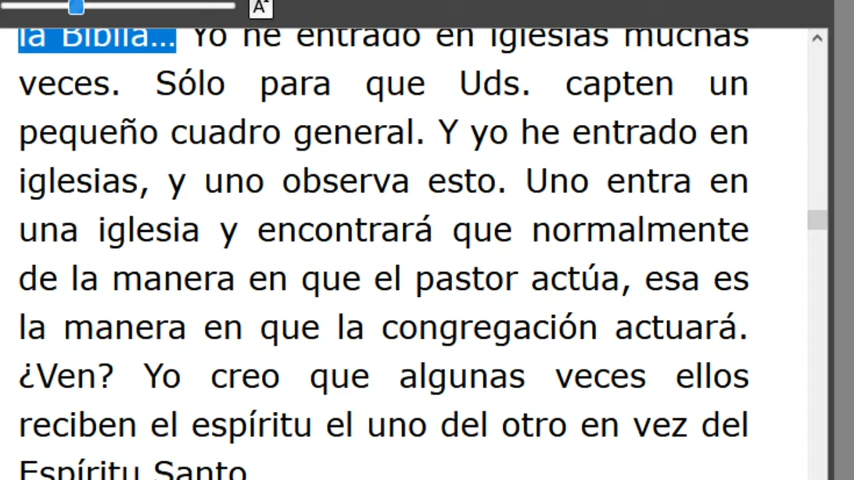 A
la Biblia... Yo he entrado en iglesias muchas
veces. Sólo para que Uds. capten un
pequeño cuadro general. Y yo he entrado en
iglesias, y uno observa esto. Uno entra en
una iglesia y encontrará que normalmente
de la manera en que el pastor actúa, esa es
la manera en que la congregación actuará.
¿Ven? Yo creo que algunas veces ellos
reciben el espíritu el uno del otro en vez del
Espíritu Santo.